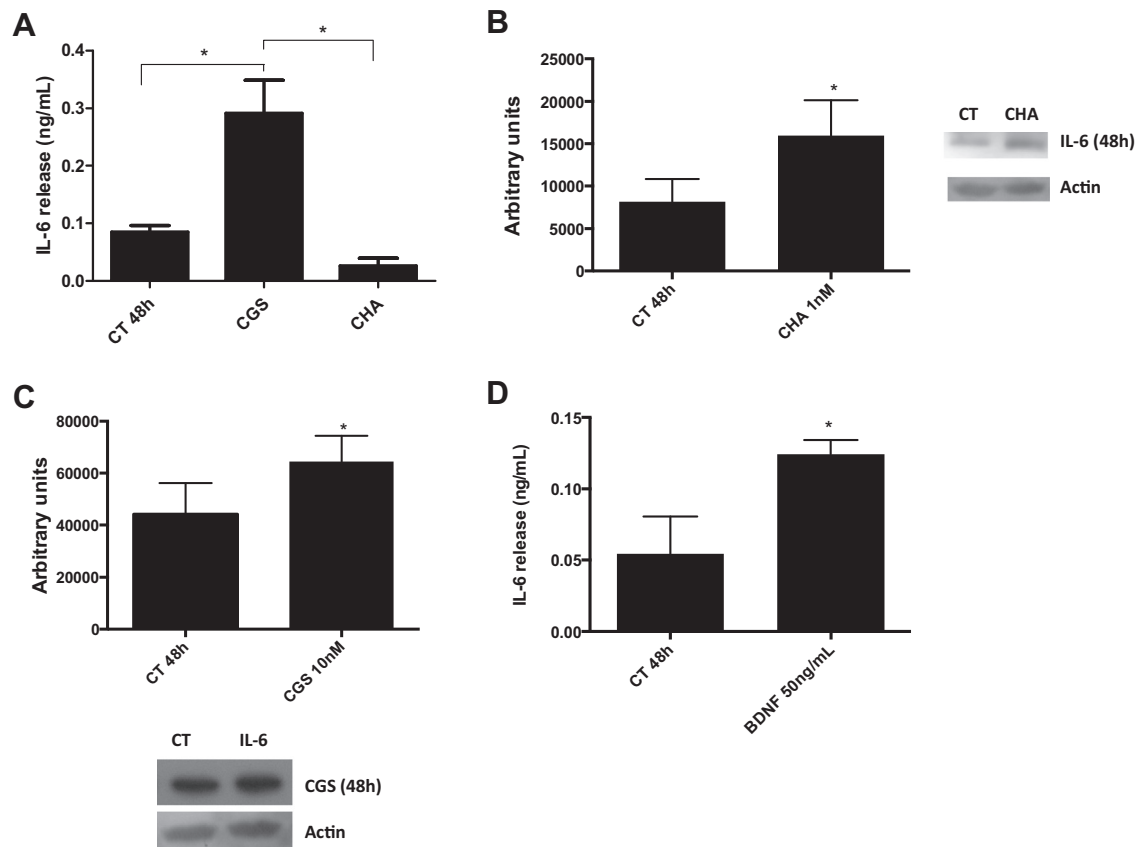 A
IL-6 release (ng/mL)
0.4
0.3
0.2
0.1
0.0
*
*
CT 48h
CGS
CHA
B
Arbitrary units
25000
20000
15000
10000
5000
0
*
CT 48h
CHA 1nM
CT CHA
IL-6 (48h)
Actin
C
Arbitrary units
80000
60000
40000
20000
0
*
CT 48h
CGS 10nM
CT IL-6
CGS (48h)
Actin
D
IL-6 release (ng/mL)
0.15
0.10
0.05
0.00
*
CT 48h
BDNF 50ng/mL